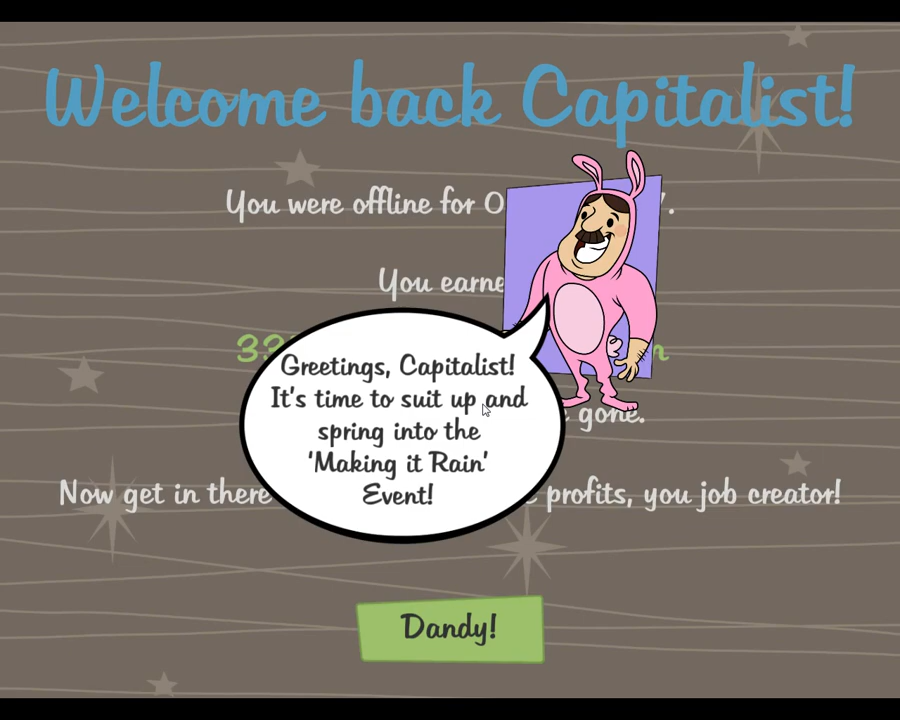 Welcome back Capitalist!
You were offline for
You earne
33
Greetings, Capitalist!
It's time to suit up and
spring into the
'Making it Rain'
Event!
gone.
Now get in there profits, you job creator!
Dandy!